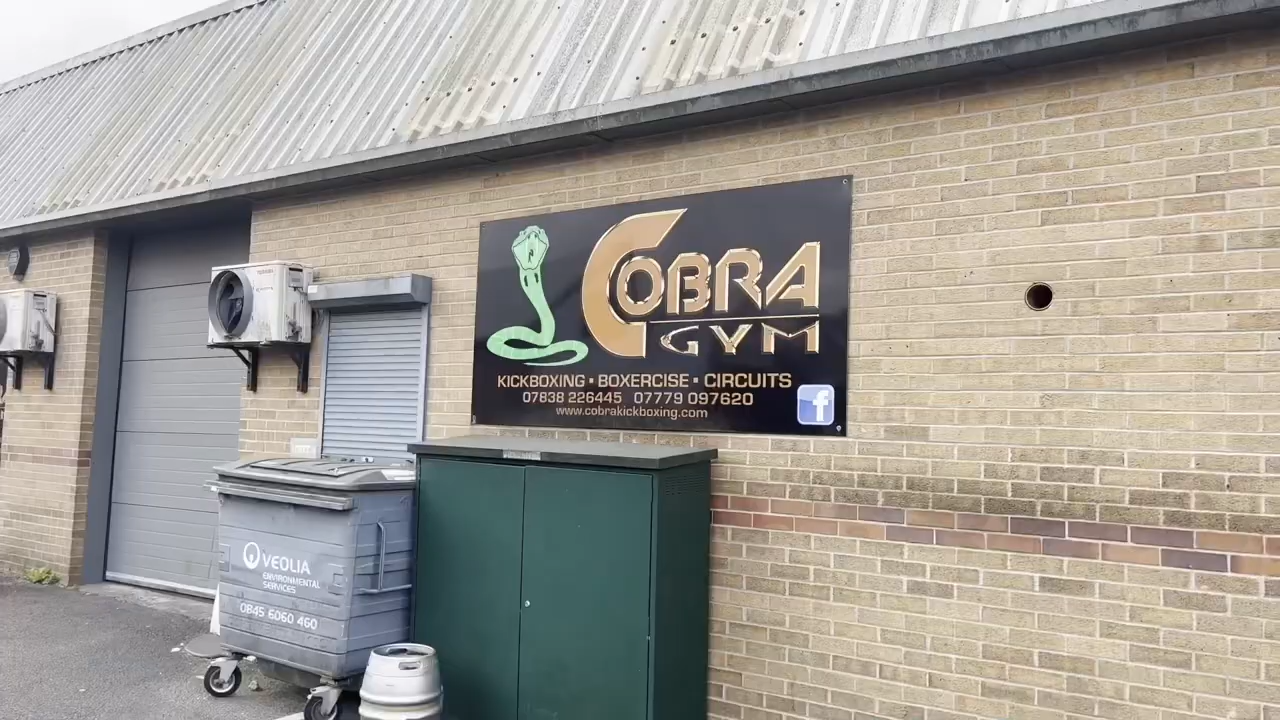 COBRA
GYM
KICKBOXING • BOXERCISE • CIRCUITS
07838 226445 07779 097620
www.cobrakickboxing.com
f
VEOLIA
ENVIRONMENTAL
SERVICES
0845 6060 460